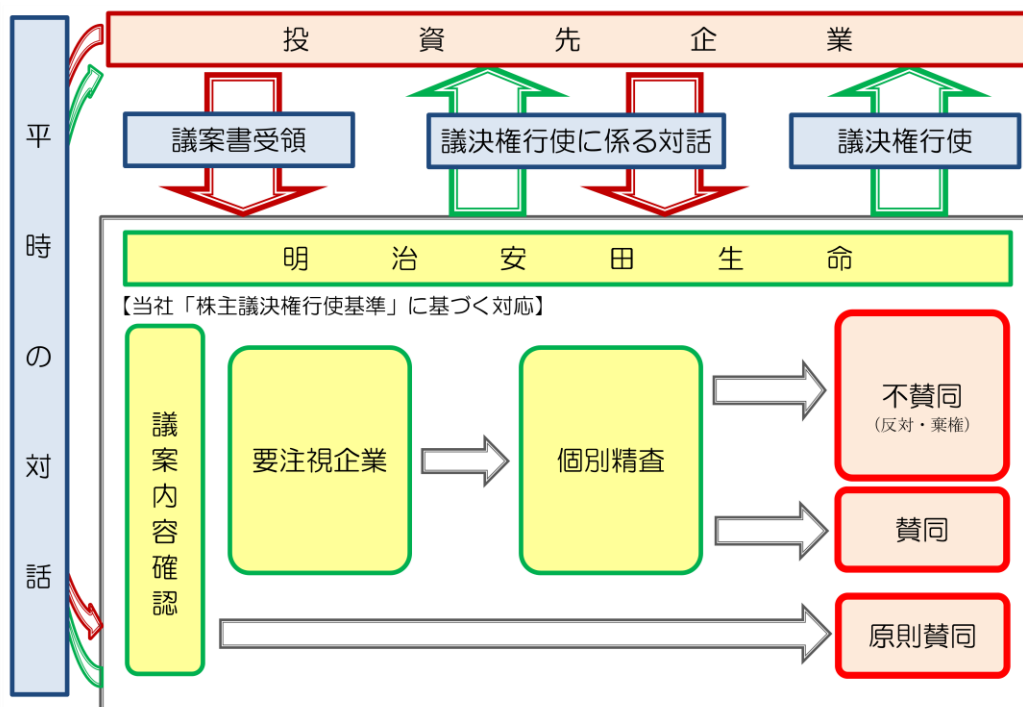 平時の対話
投資先企業
議案書受領
議決権行使に係る対話
議決権行使
明治安田生命
【当社「株主議決権行使基準」に基づく対応】
議案内容確認
要注視企業
個別精査
不賛同
(反対・棄権)
賛同
原則賛同